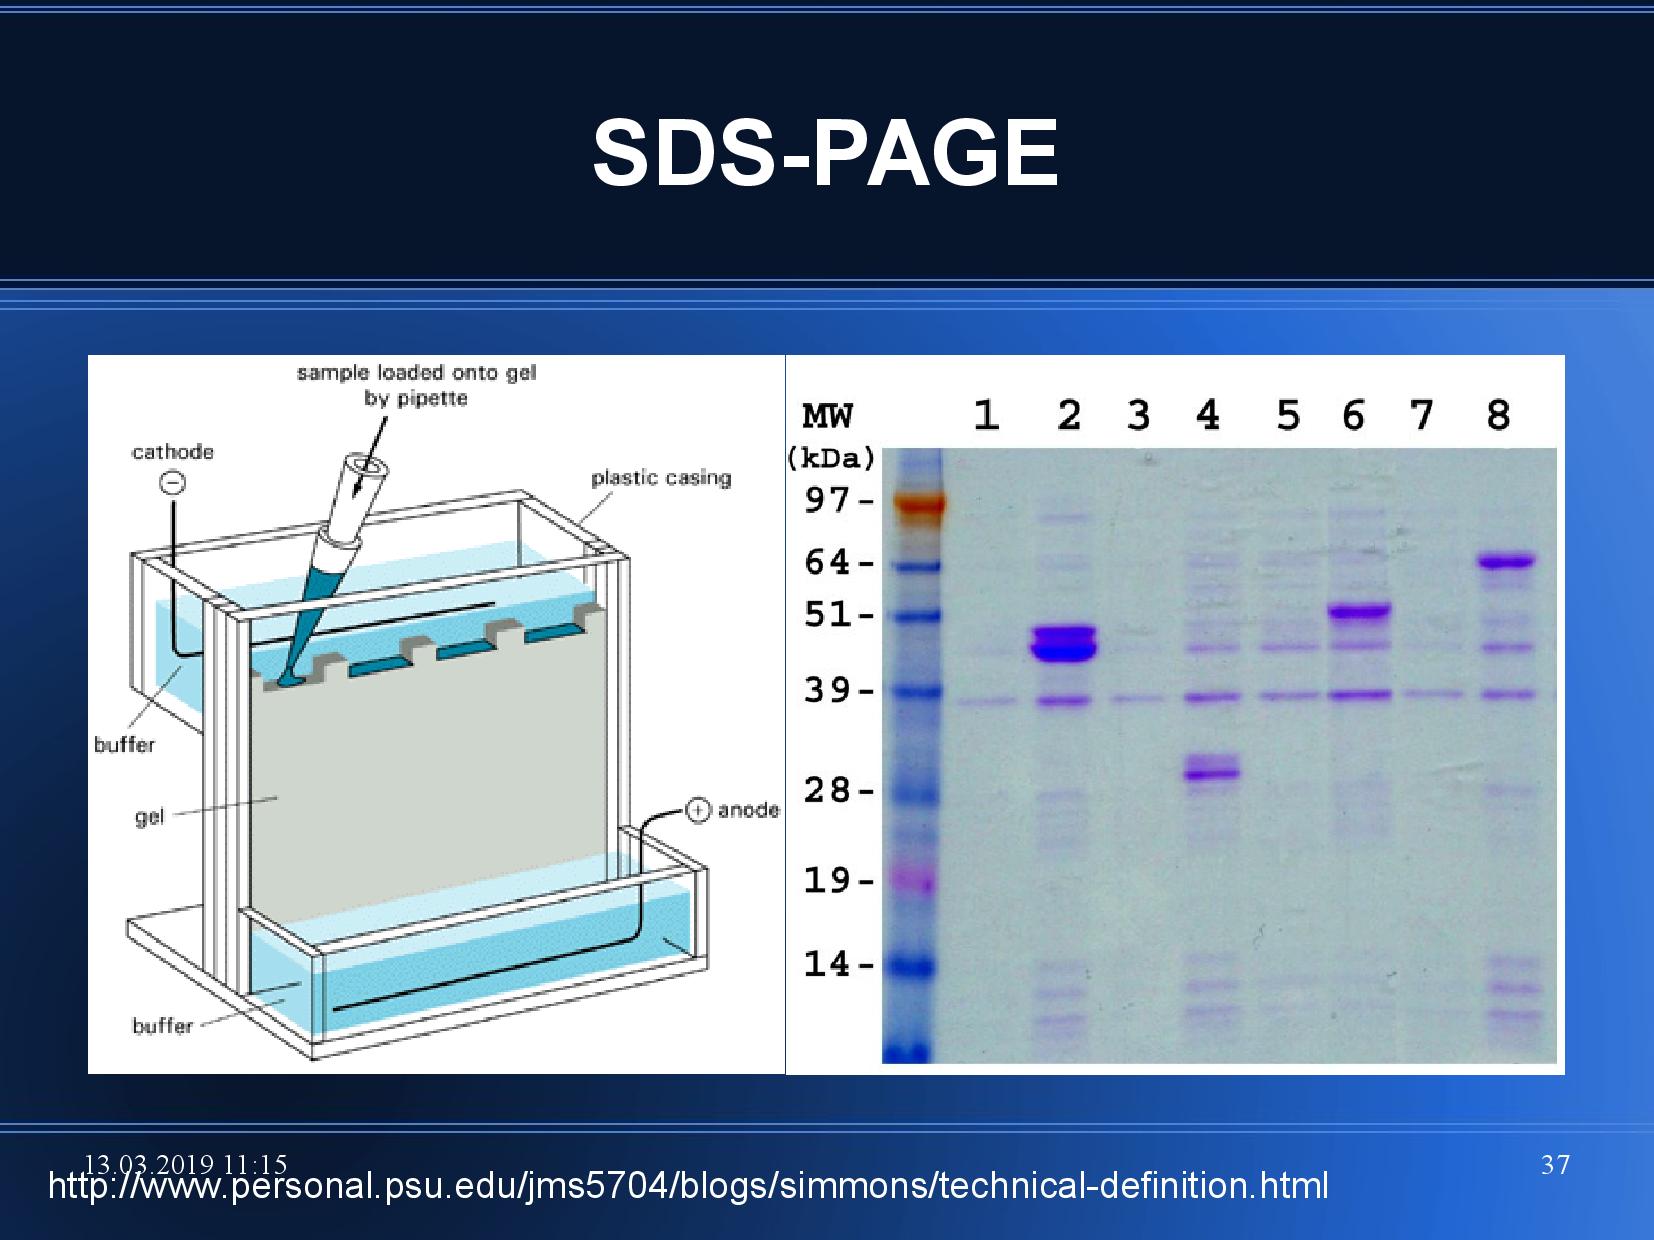 SDS-PAGE
sample loaded onto gel
by pipette
cathode
−
plastic casing
buffer
gel
+ anode
buffer
MW 1 2 3 4 5 6 7 8
(kDa)
97-
64-
51-
39-
28-
19-
14-
13.03.2019 11:15
37
http://www.personal.psu.edu/jms5704/blogs/simmons/technical-definition.html